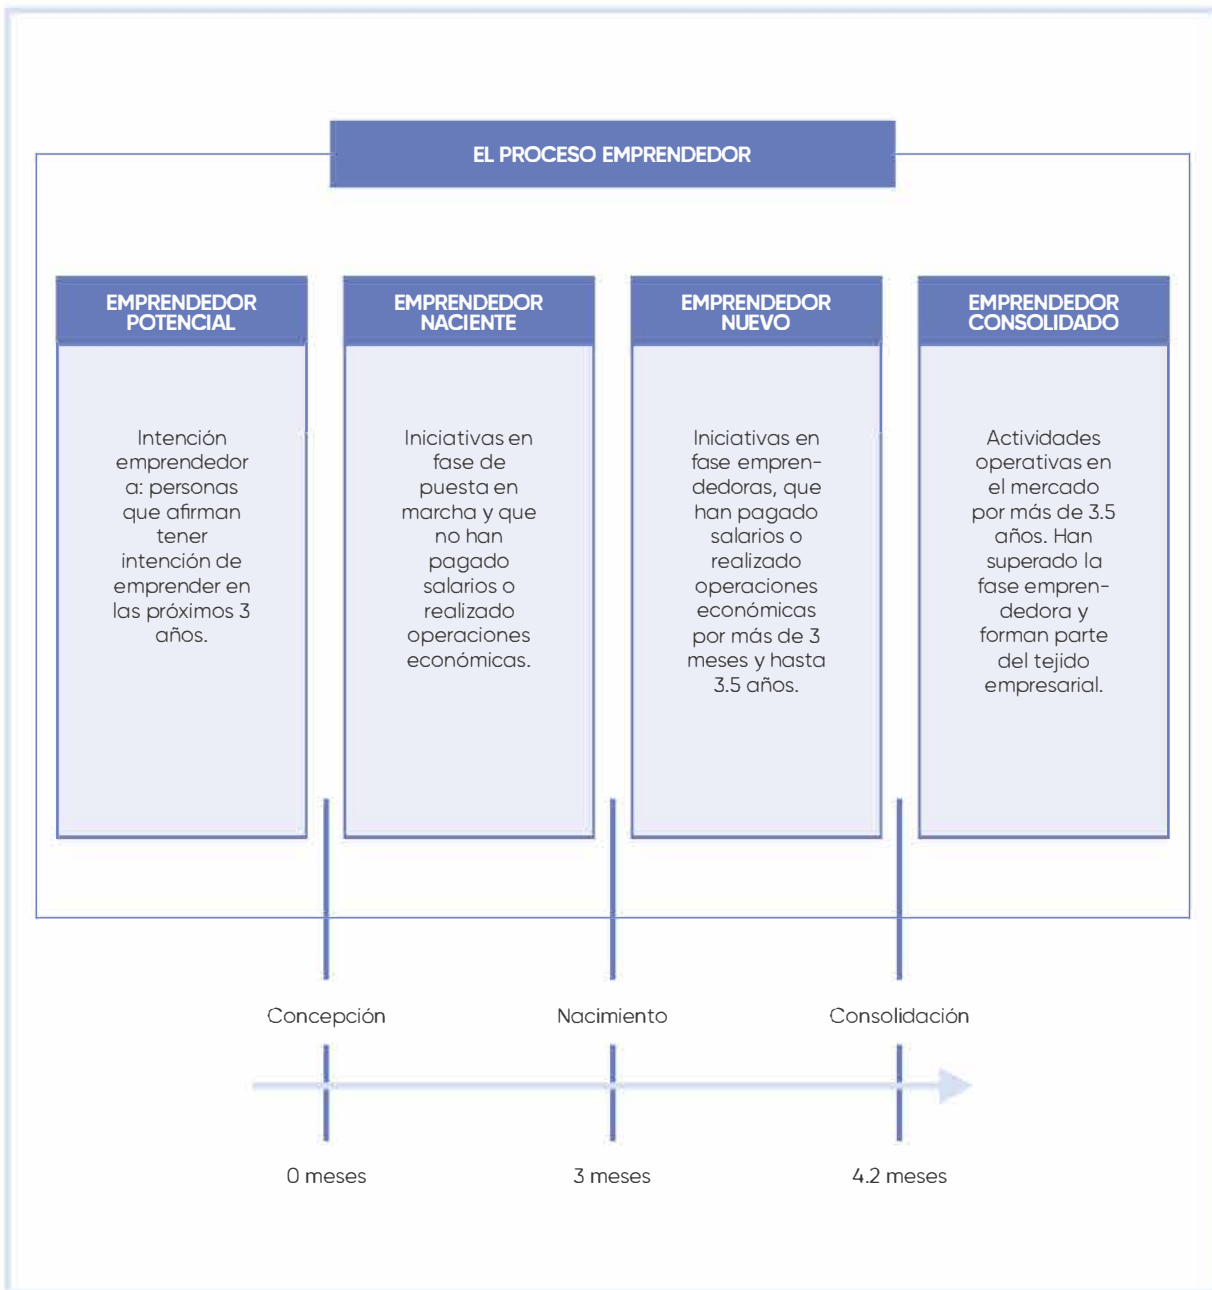 EL PROCESO EMPRENDEDOR
EMPRENDEDOR
POTENCIAL
Intención
emprendedor
a: personas
que afirman
tener
intención de
emprender en
las próximos 3
años.
EMPRENDEDOR
NACIENTE
Iniciativas en
fase de
puesta en
marcha y que
no han
pagado
salarios o
realizado
operaciones
económicas.
EMPRENDEDOR
NUEVO
Iniciativas en
fase empren-
dedoras, que
han pagado
salarios o
realizado
operaciones
económicas
por más de 3
meses y hasta
3.5 años.
EMPRENDEDOR
CONSOLIDADO
Actividades
operativas en
el mercado
por más de 3.5
años. Han
superado la
fase empren-
dedora y
forman parte
del tejido
empresarial.
Concepción
Nacimiento
Consolidación
0 meses
3 meses
4.2 meses